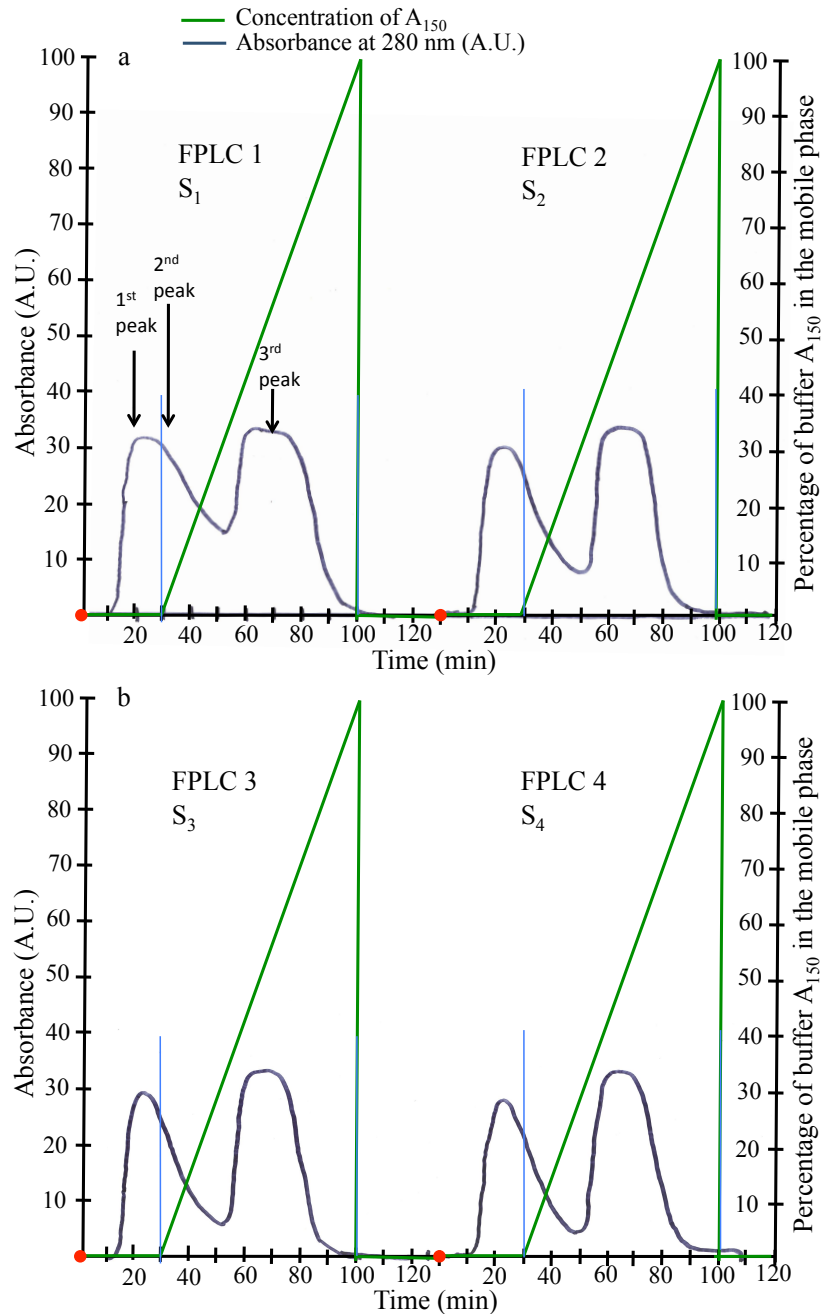 Concentration of A150
Absorbance at 280 nm (A.U.)
a
100
90
80
70
60
50
40
30
20
10
Absorbance (A.U.)
FPLC 1
S1
1st
peak
2nd
peak
3rd
peak
FPLC 2
S2
100
90
80
70
60
50
40
30
20
10
Percentage of buffer A150 in the mobile phase
20 40 60 80 100 120 20 40 60 80 100 120
Time (min) Time (min)
b
100
90
80
70
60
50
40
30
20
10
Absorbance (A.U.)
FPLC 3
S3
FPLC 4
S4
100
90
80
70
60
50
40
30
20
10
Percentage of buffer A150 in the mobile phase
20 40 60 80 100 120 20 40 60 80 100 120
Time (min) Time (min)